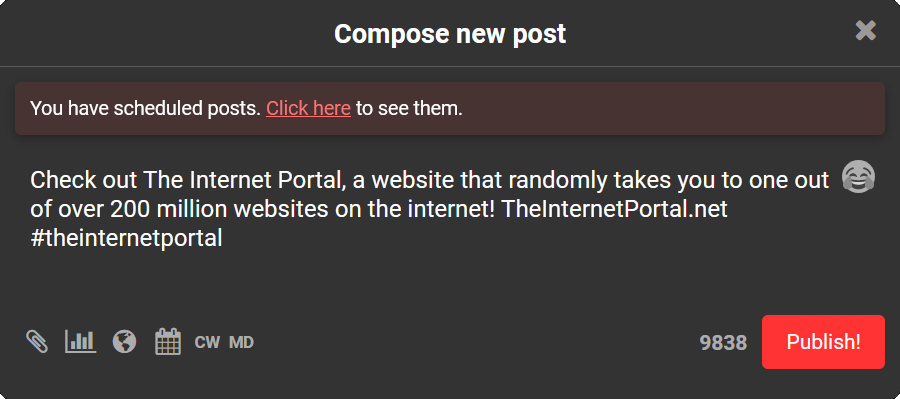 Compose new post
You have scheduled posts. Click here to see them.
Check out The Internet Portal, a website that randomly takes you to one out
of over 200 million websites on the internet! TheInternetPortal.net
#theinternetportal
CW MD
9838
Publish!